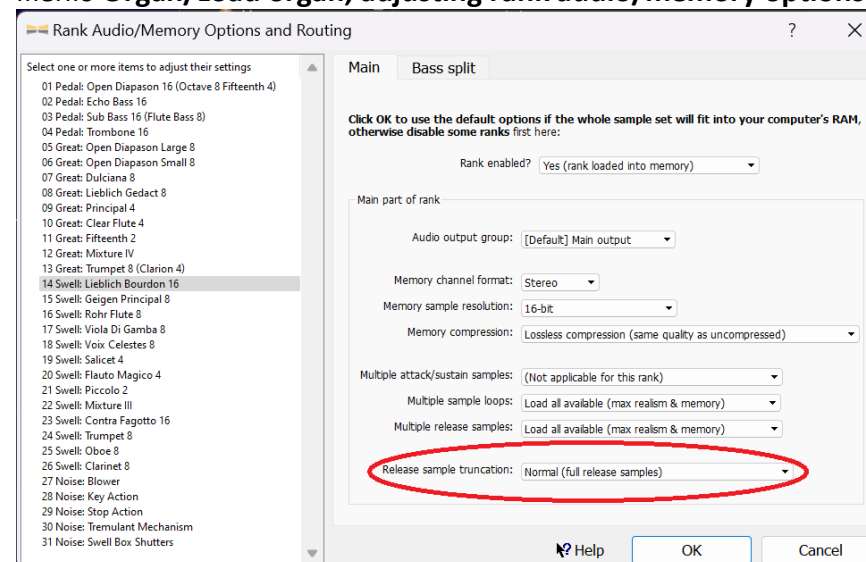 Organ/Load organ, adjusting rank audio/memory options
Rank Audio/Memory Options and Routing
?
X
Select one or more items to adjust their settings
01 Pedal: Open Diapason 16 (Octave 8 Fifteenth 4)
02 Pedal: Echo Bass 16
03 Pedal: Sub Bass 16 (Flute Bass 8)
04 Pedal: Trombone 16
05 Great: Open Diapason Large 8
06 Great: Open Diapason Small 8
07 Great: Dulciana 8
08 Great: Lieblich Gedact 8
09 Great: Principal 4
10 Great: Clear Flute 4
11 Great: Fifteenth 2
12 Great: Mixture IV
13 Great: Trumpet 8 (Clarion 4)
14 Swell: Lieblich Bourdon 16
15 Swell: Geigen Principal 8
16 Swell: Rohr Flute 8
17 Swell: Viola Di Gamba 8
18 Swell: Voix Celestes 8
19 Swell: Salicet 4
20 Swell: Flauto Magico 4
21 Swell: Piccolo 2
22 Swell: Mixture III
23 Swell: Contra Fagotto 16
24 Swell: Trumpet 8
25 Swell: Oboe 8
26 Swell: Clarinet 8
27 Noise: Blower
28 Noise: Key Action
29 Noise: Stop Action
30 Noise: Tremulant Mechanism
31 Noise: Swell Box Shutters
Main Bass split
Click OK to use the default options if the whole sample set will fit into your computer's RAM,
otherwise disable some ranks first here:
Rank enabled? Yes (rank loaded into memory)
Main part of rank
Audio output group: [Default] Main output
Memory channel format: Stereo
Memory sample resolution: 16-bit
Memory compression: Lossless compression (same quality as uncompressed)
Multiple attack/sustain samples: (Not applicable for this rank)
Multiple sample loops: Load all available (max realism & memory)
Multiple release samples: Load all available (max realism & memory)
Release sample truncation: Normal (full release samples)
Help OK Cancel